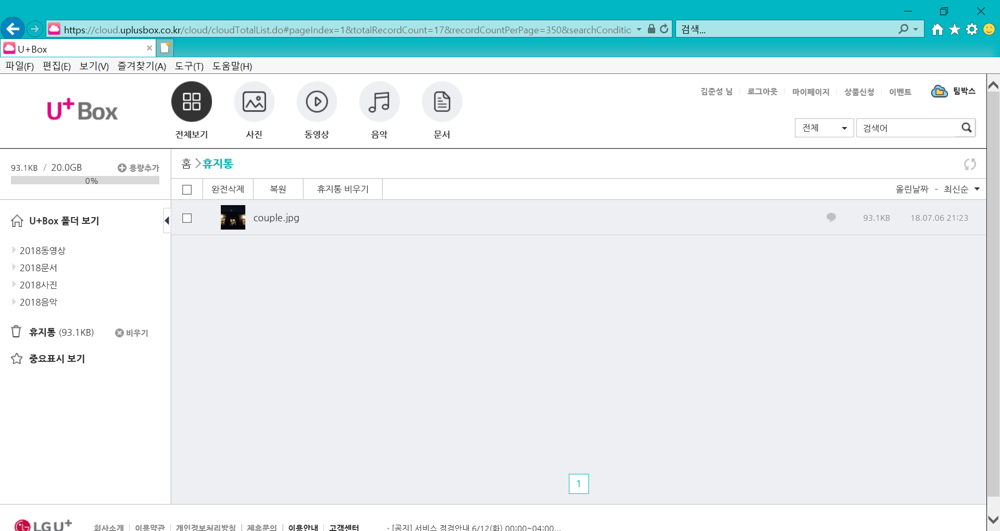 https://cloud.uplusbox.co.kr/cloud/cloudTotalList.do#pageIndex=1&totalRecordCount=17&recordCountPerPage=350&searchConditio
검색...
U+Box
파일(F) 편집(E) 보기(V) 즐겨찾기(A) 도구(T) 도움말(H)
김준성 님 로그아웃 마이페이지 상품신청 이벤트 팀박스
U+ Box
전체보기 사진 동영상 음악 문서
전체 검색어
93.1KB / 20.0GB 용량추가
0%
홈 휴지통
완전삭제 복원 휴지통 비우기 올린날짜 - 최신순
U+Box 폴더 보기
couple.jpg 93.1KB 18.07.06 21:23
2018동영상
2018문서
2018사진
2018음악
휴지통 (93.1KB) 비우기
중요표시 보기
1
LG U+ 회사소개 이용약관 개인정보처리방침 제휴문의 이용안내 고객센터 - [공지] 서비스 점검안내 6/12(화) 00:00~04:00...